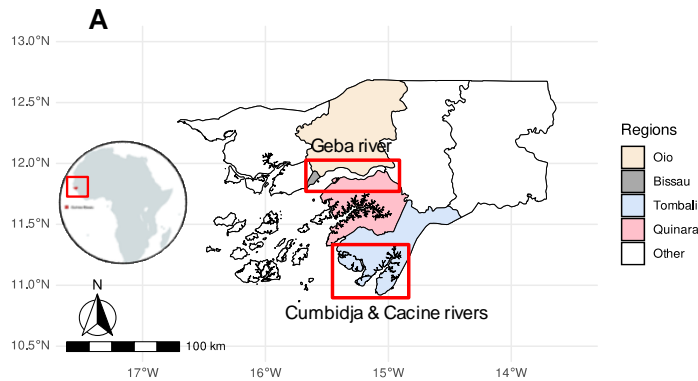 A
13.0°N
12.5°N
12.0°N
11.5°N
11.0°N
10.5°N
Geba river
Cumbidja & Cacine rivers
N
100 km
17°W
16°W
15°W
14°W
Regions
Oio
Bissau
Tombali
Quinara
Other